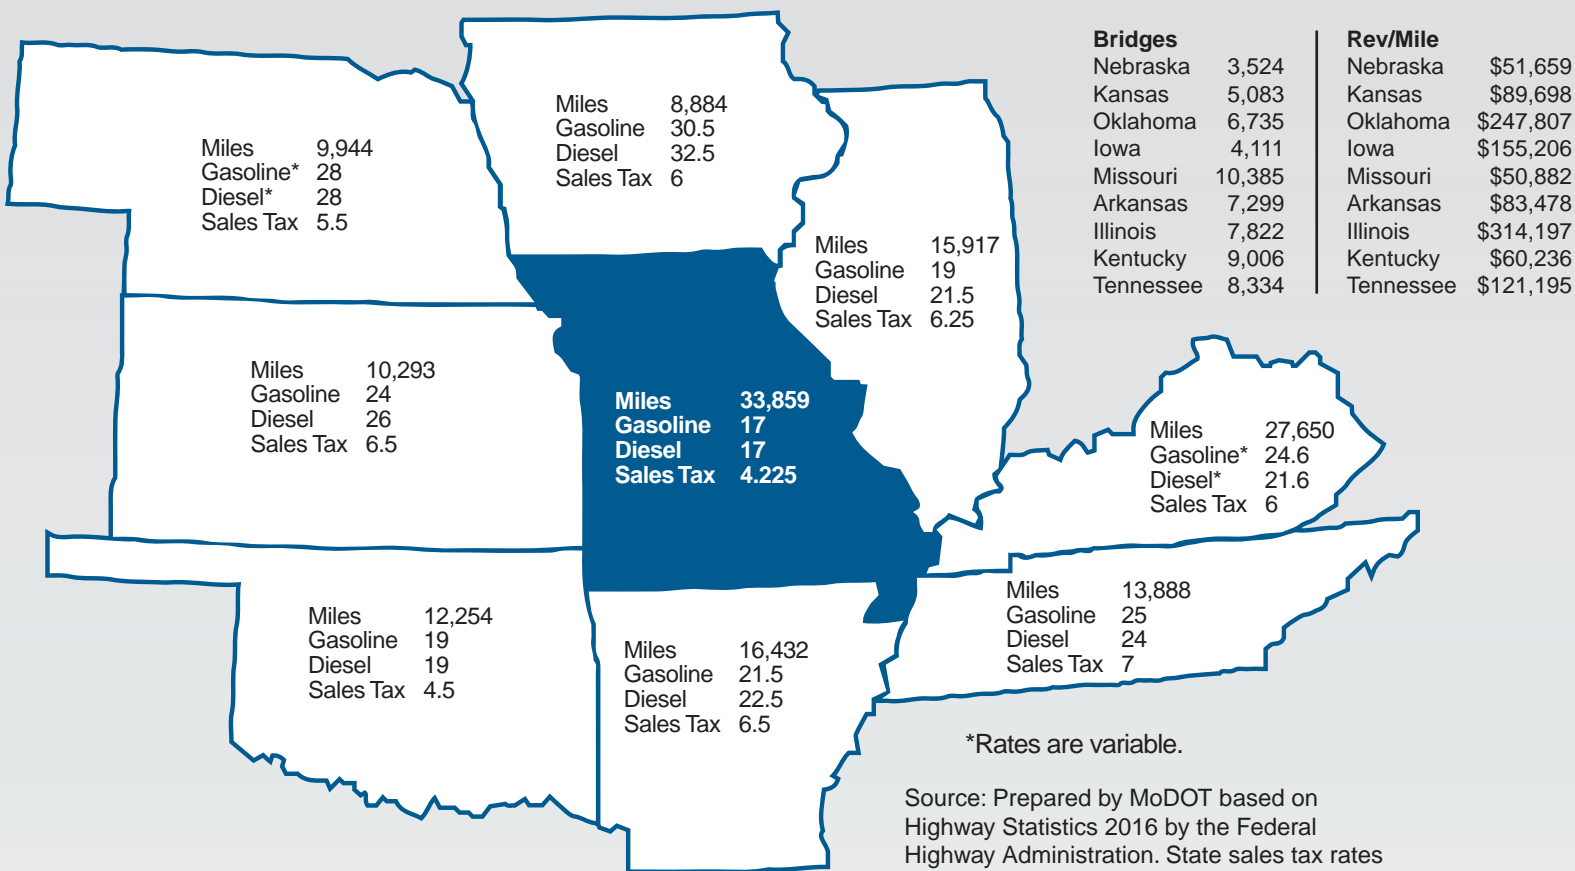 Bridges
Nebraska 3,524
Kansas 5,083
Oklahoma 6,735
Iowa 4,111
Missouri 10,385
Arkansas 7,299
Illinois 7,822
Kentucky 9,006
Tennessee 8,334
Rev/Mile
Nebraska $51,659
Kansas $89,698
Oklahoma $247,807
Iowa $155,206
Missouri $50,882
Arkansas $83,478
Illinois $314,197
Kentucky $60,236
Tennessee $121,195
Miles 8,884
Gasoline 30.5
Diesel 32.5
Sales Tax 6
Miles 9,944
Gasoline* 28
Diesel* 28
Sales Tax 5.5
Miles 15,917
Gasoline 19
Diesel 21.5
Sales Tax 6.25
Miles 10,293
Gasoline 24
Diesel 26
Sales Tax 6.5
Miles 33,859
Gasoline 17
Diesel 17
Sales Tax 4.225
Miles 27,650
Gasoline* 24.6
Diesel* 21.6
Sales Tax 6
Miles 12,254
Gasoline 19
Diesel 19
Sales Tax 4.5
Miles 16,432
Gasoline 21.5
Diesel 22.5
Sales Tax 6.5
Miles 13,888
Gasoline 25
Diesel 24
Sales Tax 7
*Rates are variable.
Source: Prepared by MoDOT based on
Highway Statistics 2016 by the Federal
Highway Administration. State sales tax rates